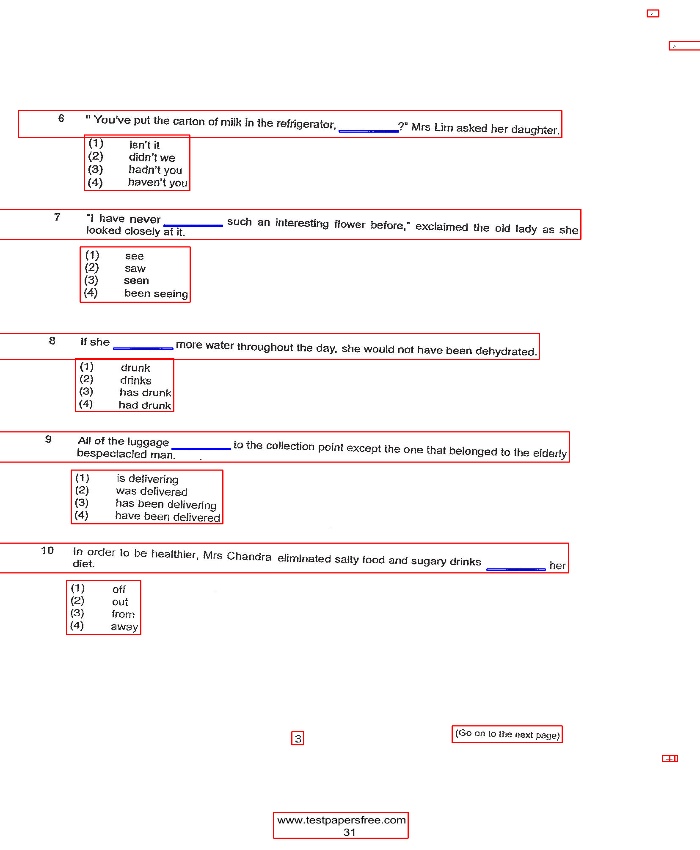 6 " You've put the carton of milk in the refrigerator, ________?" Mrs Lim asked her daughter.
(1) isn't it
(2) didn't we
(3) hadn't you
(4) haven't you
7 "I have never ________ such an interesting flower before," exclaimed the old lady as she
looked closely at it.
(1) see
(2) saw
(3) seen
(4) been seeing
8 If she ________ more water throughout the day, she would not have been dehydrated.
(1) drunk
(2) drinks
(3) has drunk
(4) had drunk
9 All of the luggage ________ to the collection point except the one that belonged to the elderly
bespectacled man.
(1) is delivering
(2) was delivered
(3) has been delivering
(4) have been delivered
10 In order to be healthier, Mrs Chandra eliminated salty food and sugary drinks ________ her
diet.
(1) off
(2) out
(3) from
(4) away
3
(Go on to the next page)
www.testpapersfree.com
31